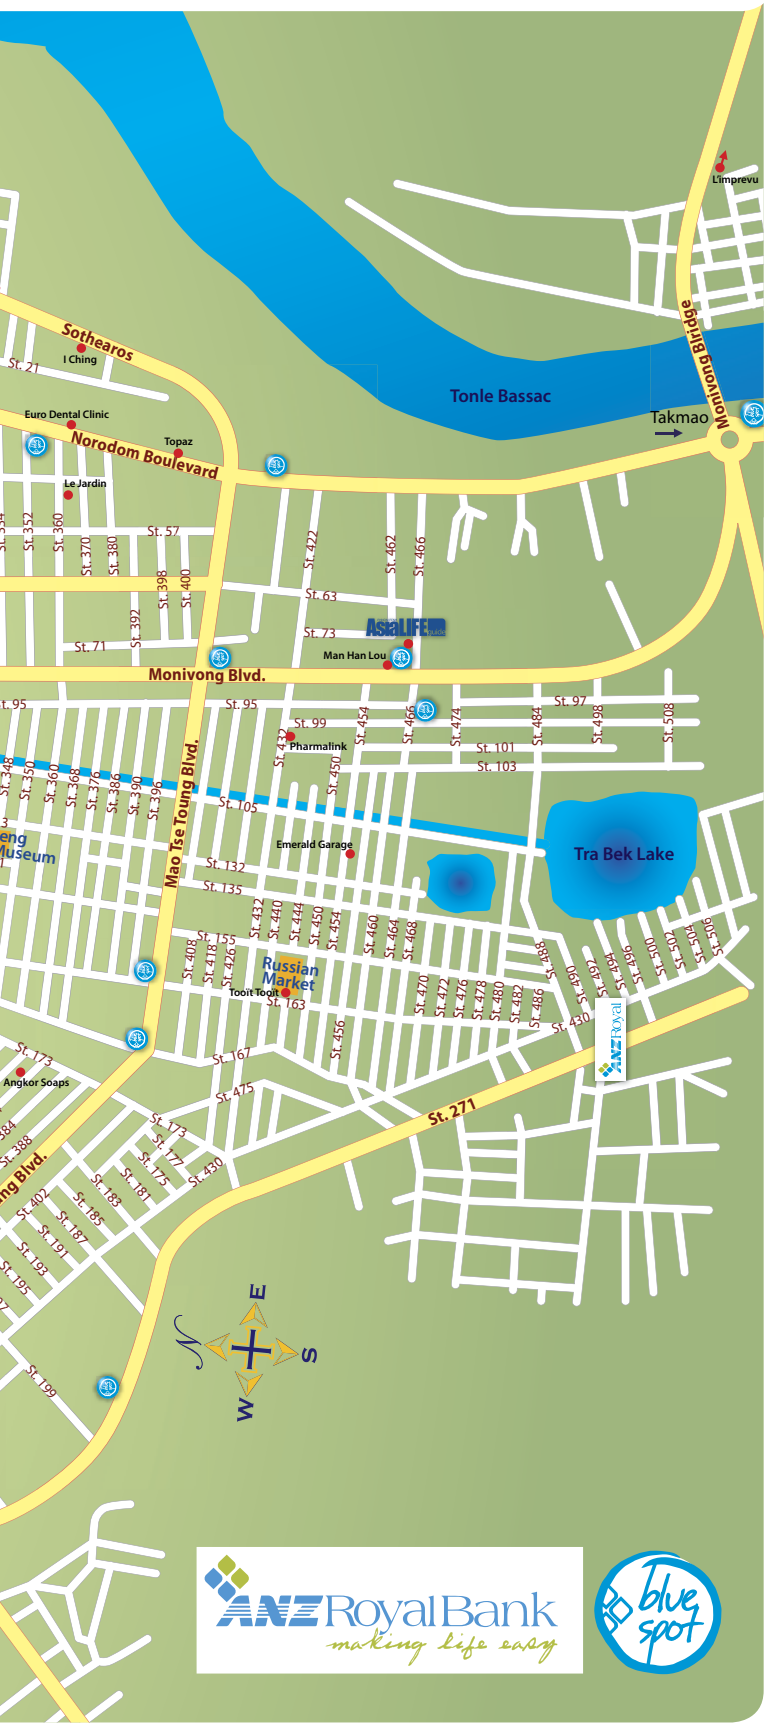 L'imprevu
Sothearos
I Ching
St. 21
Monivong Blridge
Tonle Bassac
Takmao
Euro Dental Clinic
Topaz
Norodom Boulevard
Le Jardin
St. 352
St. 360
St. 370
St. 380
St. 57
St. 392
St. 398
St. 400
St. 422
St. 462
St. 466
St. 63
St. 73
St. 71
AsiaLIFE
Man Han Lou
Monivong Blvd.
t. 95
St. 95
St. 97
St. 99
St. 101
St. 103
St. 432
Pharmalink
St. 450
St. 454
St. 466
St. 474
St. 484
St. 498
St. 508
St. 348
St. 350
St. 360
St. 368
St. 376
St. 386
St. 390
St. 396
Mao Tse Toung Blvd.
St. 105
3
eng
Museum
1
Emerald Garage
Tra Bek Lake
St. 132
St. 135
St. 155
St. 408
St. 418
St. 426
St. 432
St. 440
St. 444
St. 450
St. 454
St. 460
St. 464
St. 468
Russian
Market
Tooit Tooit
St. 163
St. 456
St. 470
St. 472
St. 476
St. 478
St. 480
St. 482
St. 486
St. 488
St. 490
St. 492
St. 494
St. 496
St. 500
St. 502
St. 504
St. 506
St. 430
ANZ Royal
St. 167
St. 173
Angkor Soaps
St. 475
St. 271
384
St. 388
St. 173
St. 177
St. 175
St. 430
St. 181
St. 183
ng Blvd.
St. 402
St. 185
St. 187
St. 191
St. 193
St. 195
St. 199
E
N
S
W
ANZ Royal Bank
making life easy
blue
spot